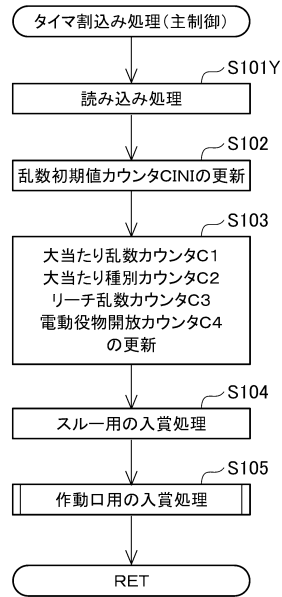 タイマ割込み処理(主制御)
S101Y
読み込み処理
S102
乱数初期値カウンタCINIの更新
S103
大当たり乱数カウンタC1
大当たり種別カウンタC2
リーチ乱数カウンタC3
電動役物開放カウンタC4
の更新
S104
スルー用の入賞処理
S105
作動口用の入賞処理
RET